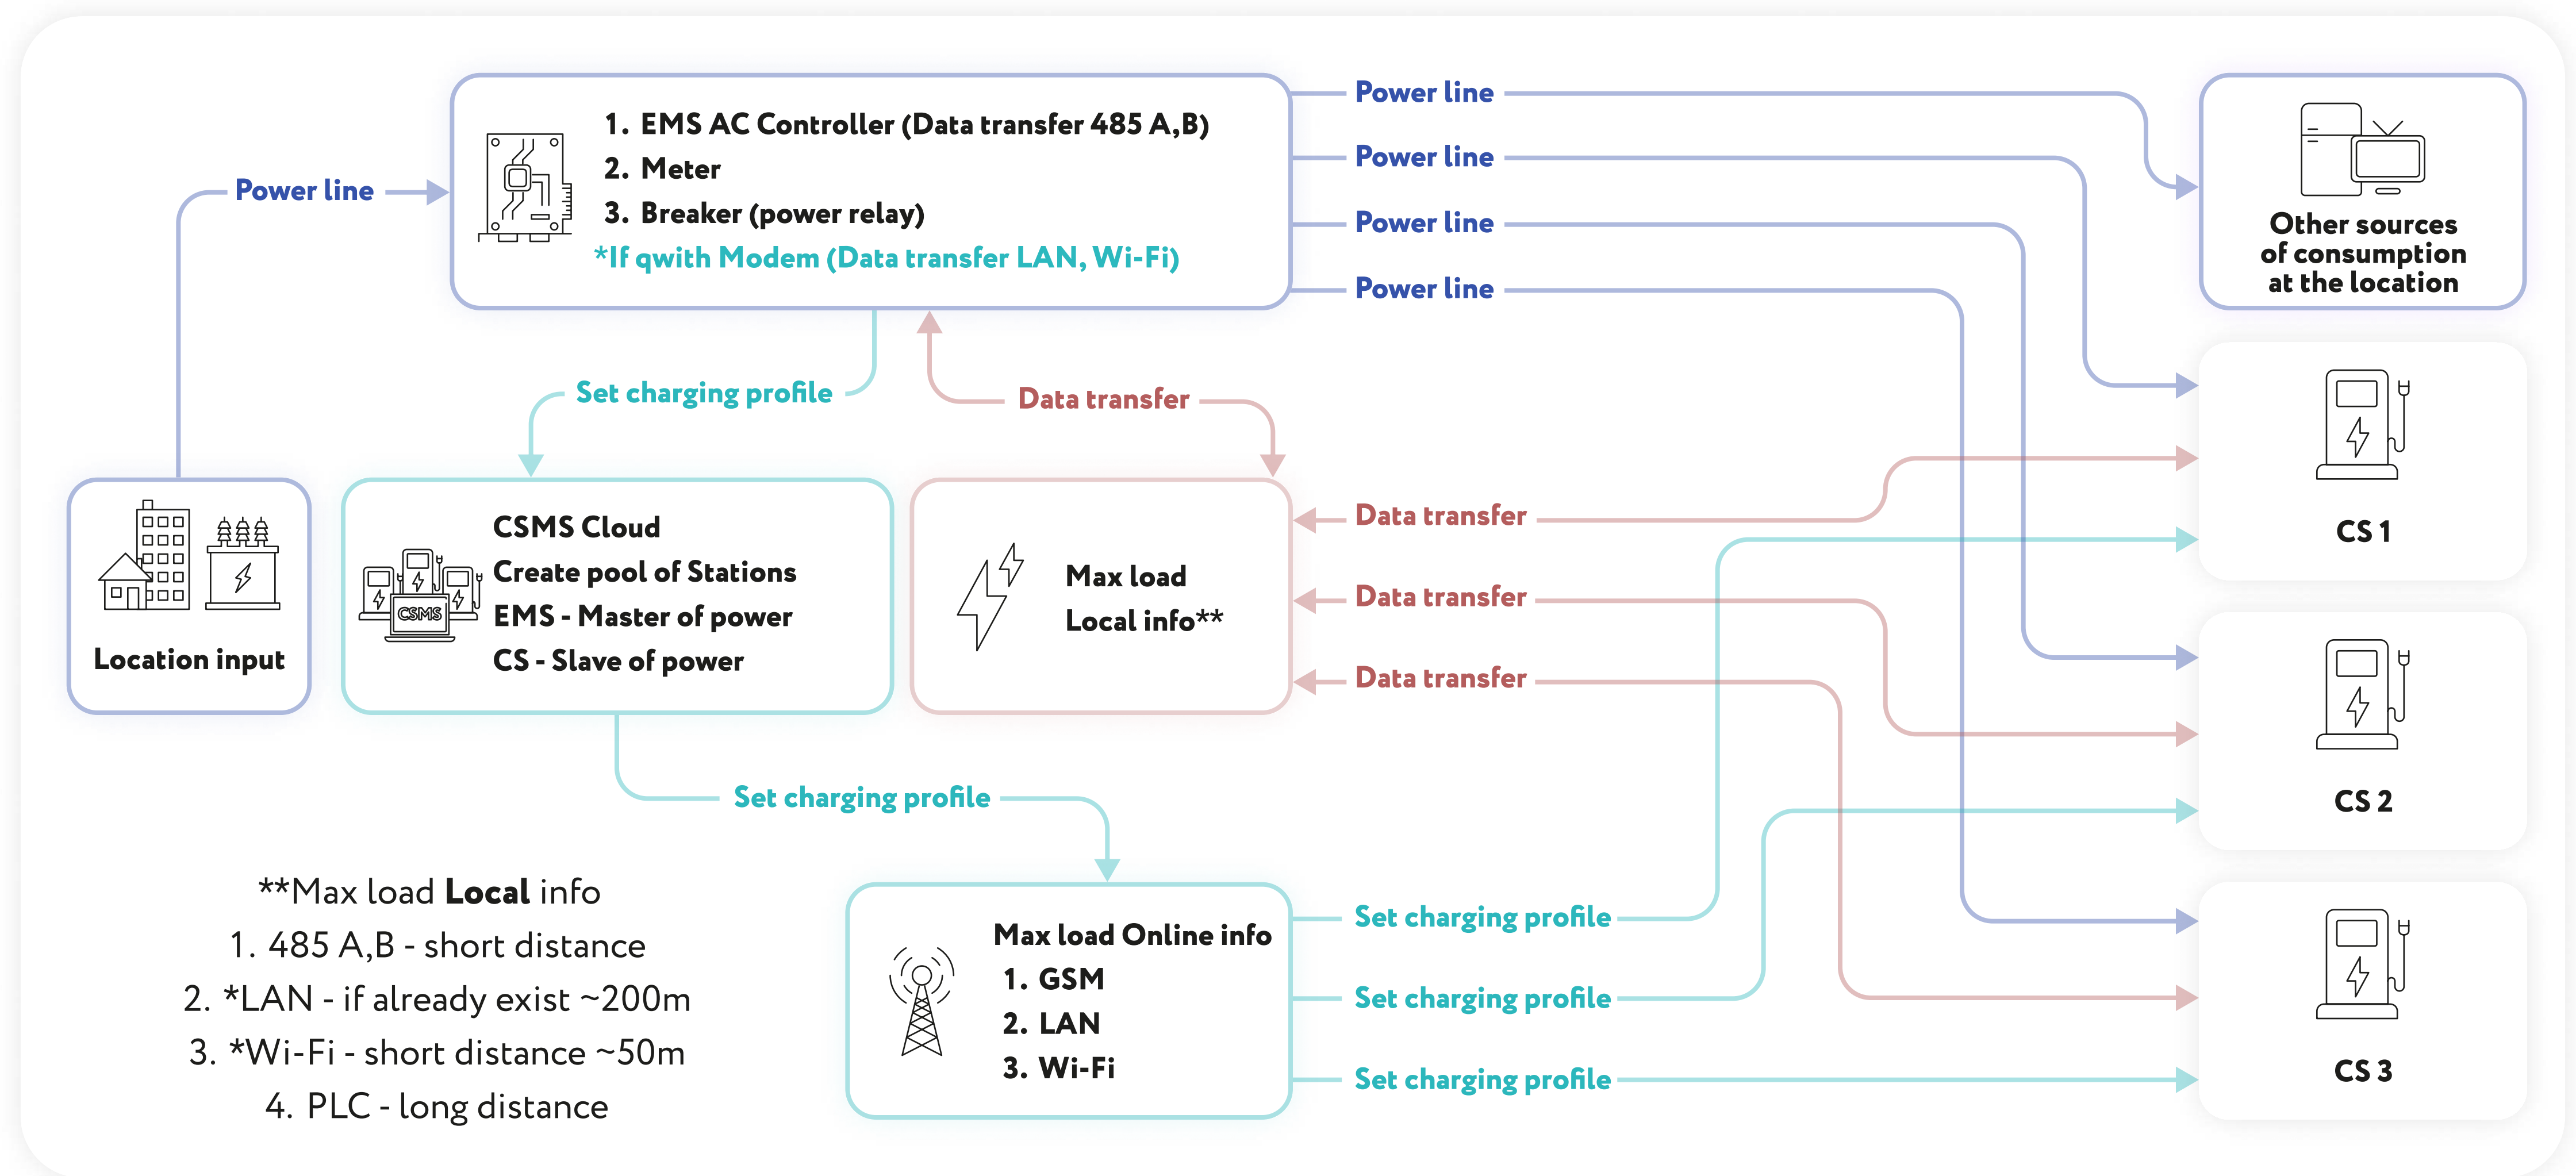 Power line
1. EMS AC Controller (Data transfer 485 A,B)
2. Meter
3. Breaker (power relay)
*If qwith Modem (Data transfer LAN, Wi-Fi)
Power line
Power line
Power line
Power line
Other sources
of consumption
at the location
Set charging profile
Data transfer
Location input
CSMS
CSMS Cloud
Create pool of Stations
EMS - Master of power
CS - Slave of power
Max load
Local info**
Data transfer
Data transfer
Data transfer
CS 1
CS 2
CS 3
Set charging profile
**Max load Local info
1. 485 A,B - short distance
2. *LAN - if already exist ~200m
3. *Wi-Fi - short distance ~50m
4. PLC - long distance
Max load Online info
1. GSM
2. LAN
3. Wi-Fi
Set charging profile
Set charging profile
Set charging profile